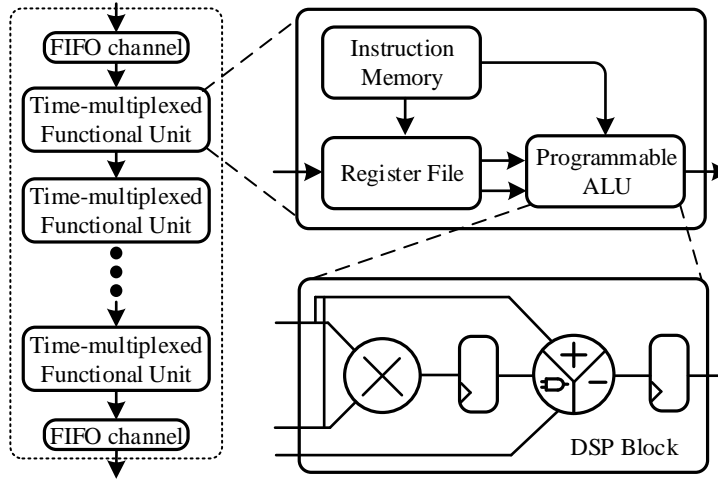 FIFO channel
Time-multiplexed
Functional Unit
Time-multiplexed
Functional Unit
Time-multiplexed
Functional Unit
FIFO channel
Instruction
Memory
Register File
Programmable
ALU
DSP Block